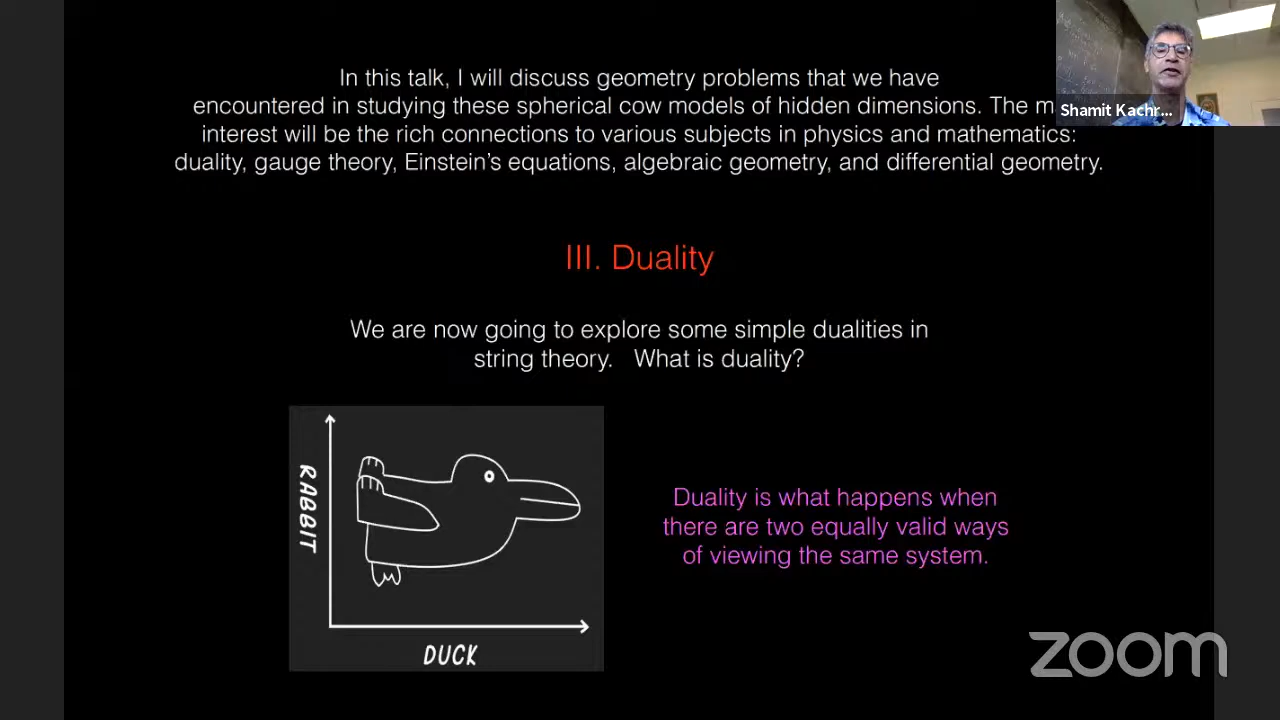 In this talk, I will discuss geometry problems that we have
encountered in studying these spherical cow models of hidden dimensions. The
interest will be the rich connections to various subjects in physics and mathematics:
duality, gauge theory, Einstein's equations, algebraic geometry, and differential geometry.
Shamit Kachr...
III. Duality
We are now going to explore some simple dualities in
string theory. What is duality?
RABBIT
DUCK
Duality is what happens when
there are two equally valid ways
of viewing the same system.
zoom